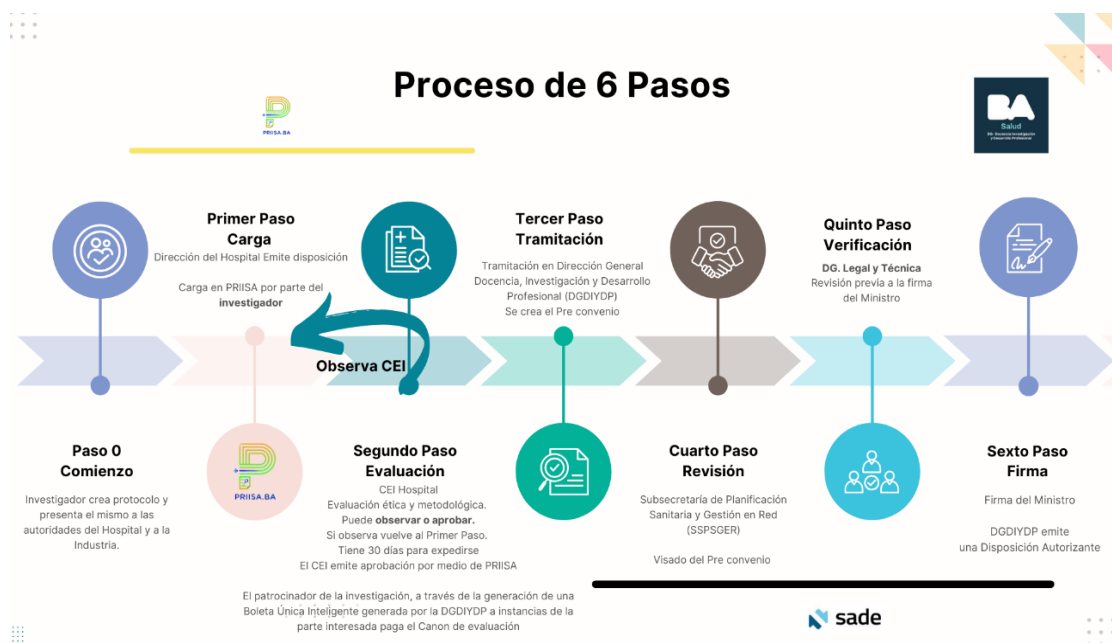 Proceso de 6 Pasos
PRIISA.BA
BA
Salud
DG. Docencia Investigación
y Desarrollo Profesional
Paso 0
Comienzo
Investigador crea protocolo y
presenta el mismo a las
autoridades del Hospital y a la
Industria.
Primer Paso
Carga
Dirección del Hospital Emite disposición
Carga en PRIISA por parte del
investigador
PRIISA.BA
Observa CEI
Segundo Paso
Evaluación
CEI Hospital
Evaluación ética y metodológica.
Puede observar o aprobar.
Si observa vuelve al Primer Paso.
Tiene 30 días para expedirse
El CEI emite aprobación por medio de PRIISA
El patrocinador de la investigación, a través de la generación de una
Boleta Única Inteligente generada por la DGDIYDP a instancias de la
parte interesada paga el Canon de evaluación
Tercer Paso
Tramitación
Tramitación en Dirección General
Docencia, Investigación y Desarrollo
Profesional (DGDIYDP)
Se crea el Pre convenio
Cuarto Paso
Revisión
Subsecretaría de Planificación
Sanitaria y Gestión en Red
(SSPSGER)
Visado del Pre convenio
Quinto Paso
Verificación
DG. Legal y Técnica
Revisión previa a la firma
del Ministro
Sexto Paso
Firma
Firma del Ministro
DGDIYDP emite
una Disposición Autorizante
sade